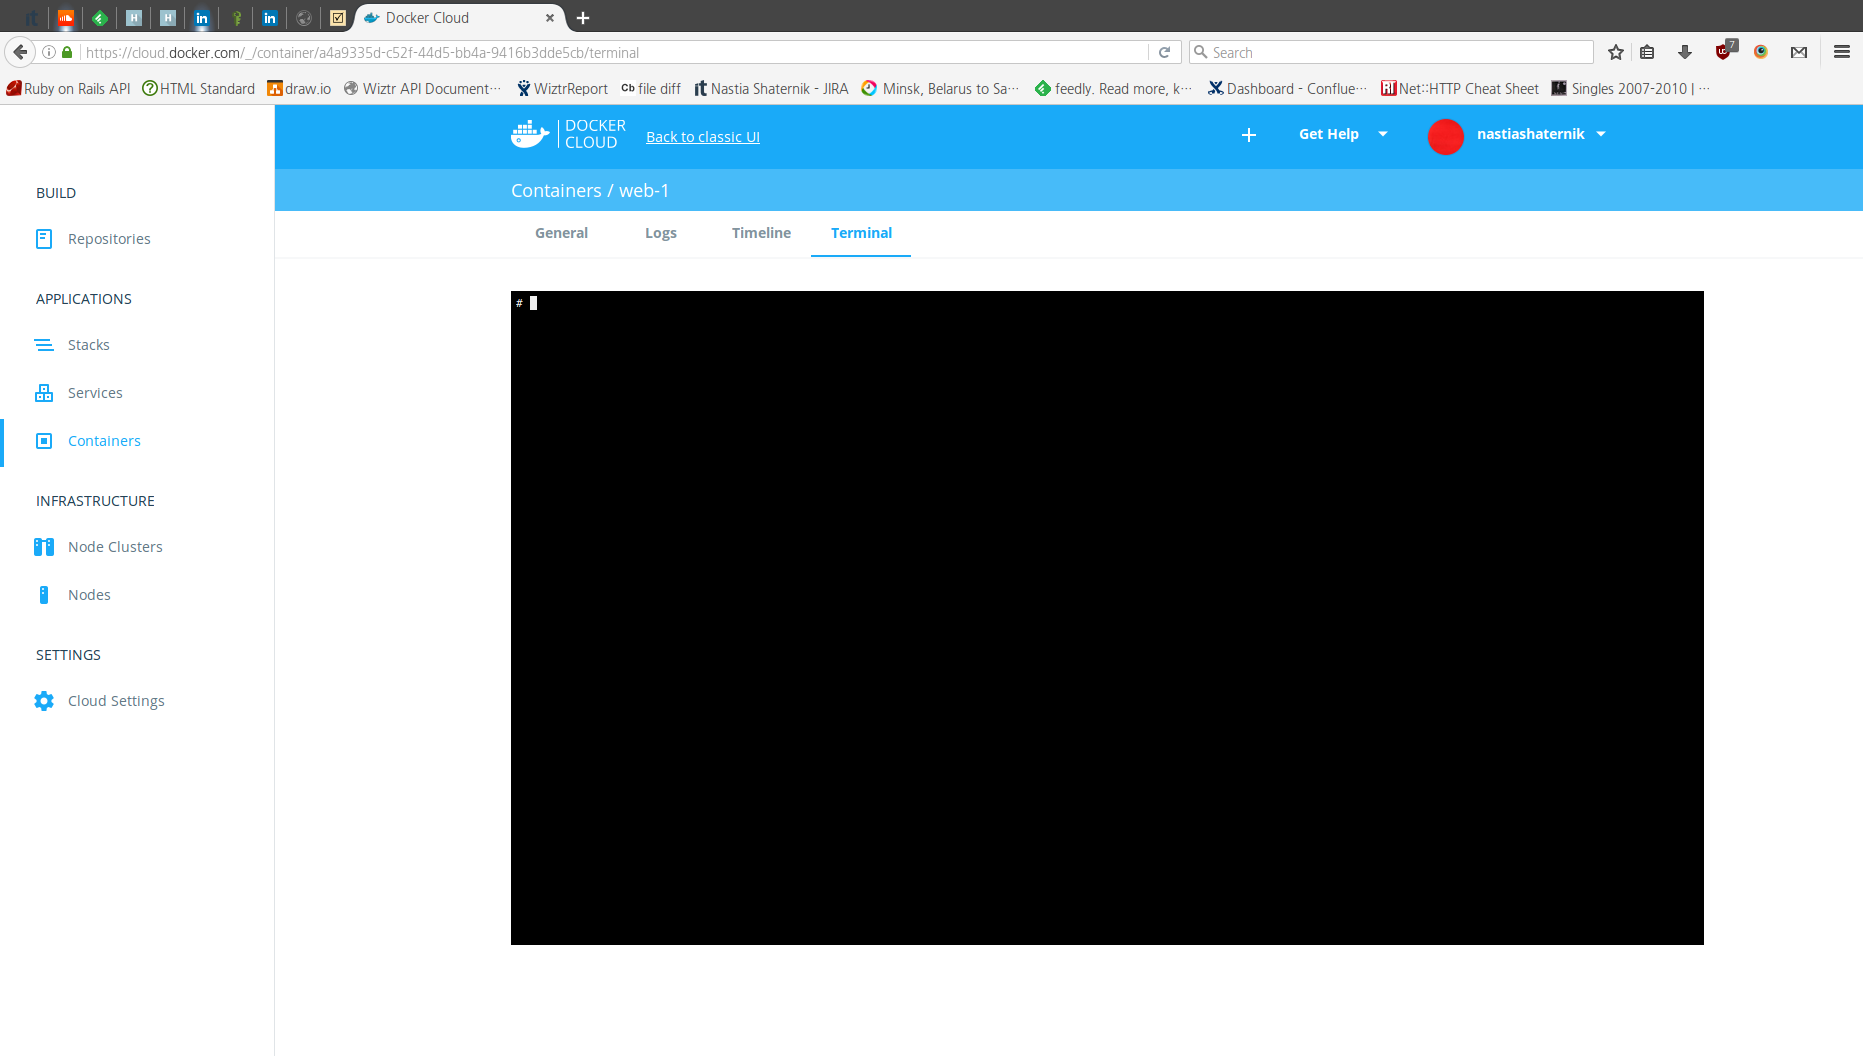 Docker Cloud
https://cloud.docker.com/_/container/a4a9335d-c52f-44d5-bb4a-9416b3dde5cb/terminal
Search
7
Ruby on Rails API
HTML Standard
draw.io
Wiztr API Document…
WiztrReport
Cb file diff
it Nastia Shaternik - JIRA
Minsk, Belarus to Sa…
feedly. Read more, k…
Dashboard - Conflue…
Net::HTTP Cheat Sheet
Singles 2007-2010 | …
DOCKER
CLOUD
Back to classic UI
Get Help
nastiashaternik
Containers / web-1
General
Logs
Timeline
Terminal
BUILD
Repositories
APPLICATIONS
Stacks
Services
Containers
INFRASTRUCTURE
Node Clusters
Nodes
SETTINGS
Cloud Settings
#